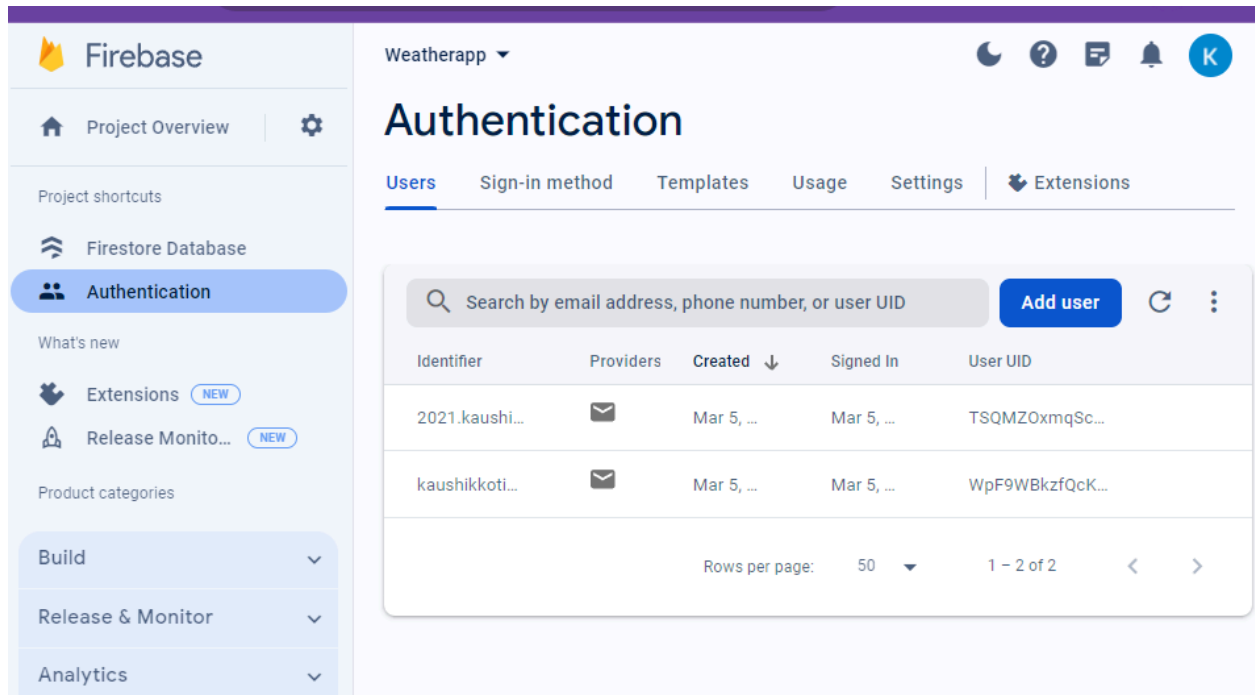 Firebase
Project Overview
Project shortcuts
Firestore Database
Authentication
What's new
Extensions NEW
Release Monito... NEW
Product categories
Build
Release & Monitor
Analytics
Weatherapp
K
Authentication
Users Sign-in method Templates Usage Settings Extensions
Search by email address, phone number, or user UID Add user
Identifier Providers Created Signed In User UID
2021.kaushi... Mar 5, ... Mar 5, ... TSQMZOxmqSc...
kaushikkoti... Mar 5, ... Mar 5, ... WpF9WBkzfQcK...
Rows per page: 50 1 – 2 of 2